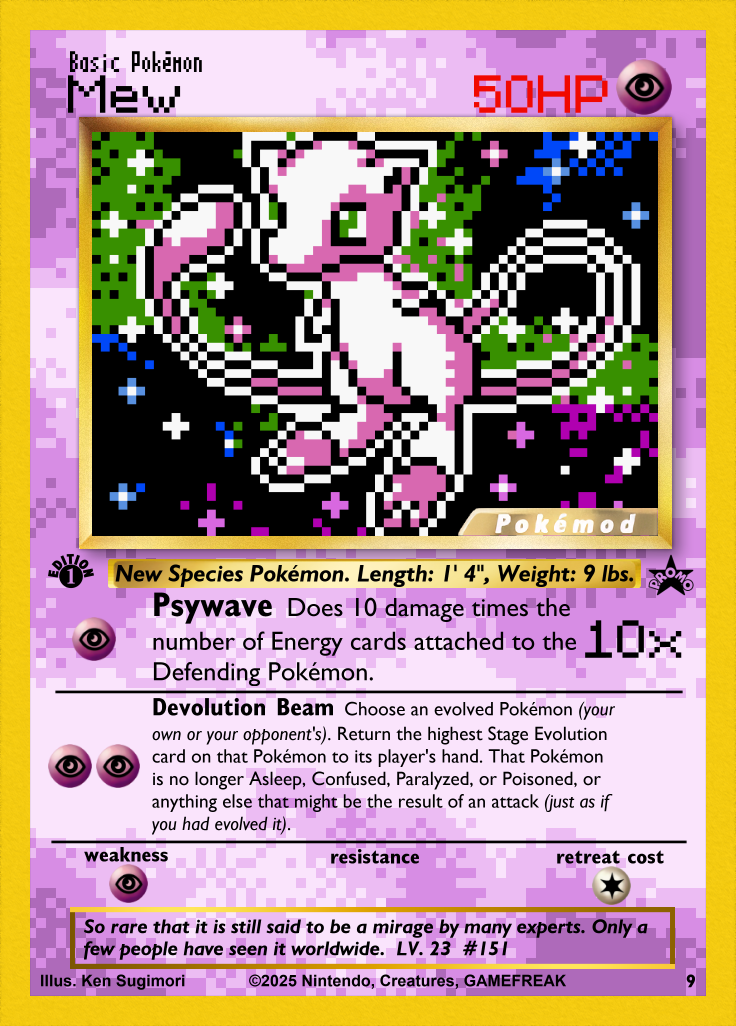 Basic Pokémon
Mew 50HP
Pokémod
EDITION 1
New Species Pokémon. Length: 1' 4", Weight: 9 lbs.
PROMO
Psywave Does 10 damage times the
number of Energy cards attached to the 10x
Defending Pokémon.
Devolution Beam Choose an evolved Pokémon (your
own or your opponent's). Return the highest Stage Evolution
card on that Pokémon to its player's hand. That Pokémon
is no longer Asleep, Confused, Paralyzed, or Poisoned, or
anything else that might be the result of an attack (just as if
you had evolved it).
weakness resistance retreat cost
So rare that it is still said to be a mirage by many experts. Only a
few people have seen it worldwide. LV. 23 #151
Illus. Ken Sugimori ©2025 Nintendo, Creatures, GAMEFREAK 9